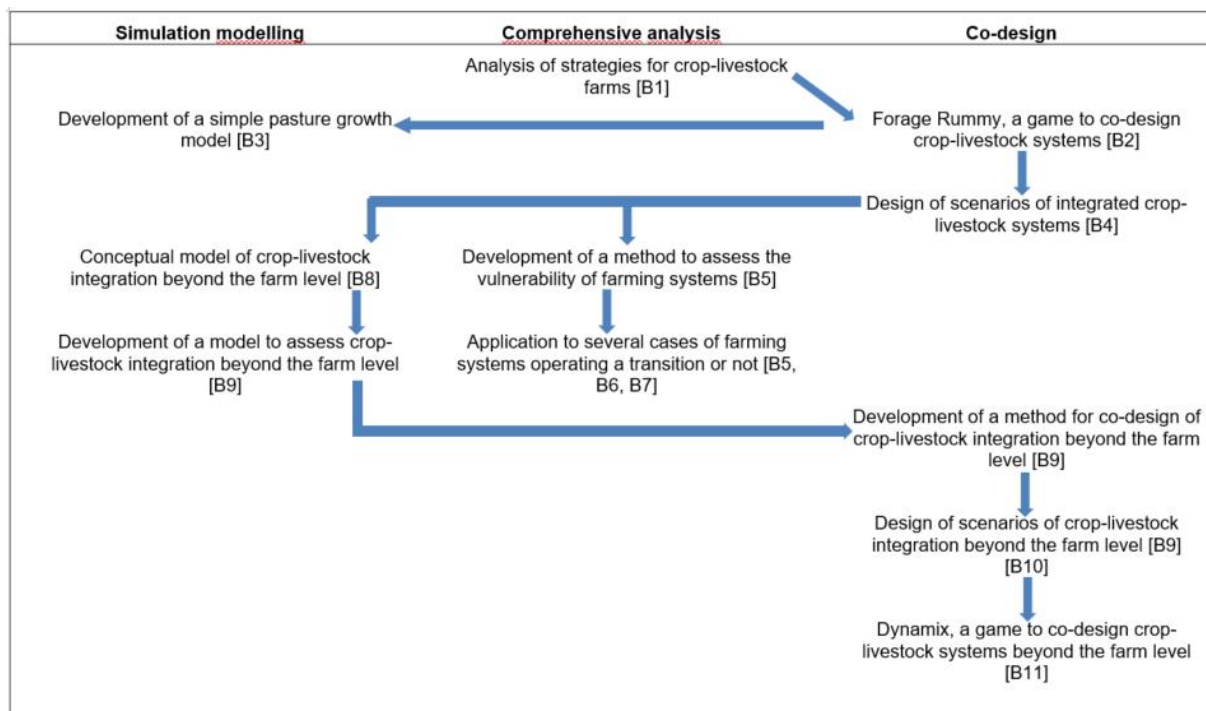 Simulation modelling
Comprehensive analysis
Co-design
Analysis of strategies for crop-livestock
farms [B1]
Development of a simple pasture growth
model [B3]
Forage Rummy, a game to co-design
crop-livestock systems [B2]
Design of scenarios of integrated crop-
livestock systems [B4]
Conceptual model of crop-livestock
integration beyond the farm level [B8]
Development of a method to assess the
vulnerability of farming systems [B5]
Development of a model to assess crop-
livestock integration beyond the farm level
[B9]
Application to several cases of farming
systems operating a transition or not [B5,
B6, B7]
Development of a method for co-design of
crop-livestock integration beyond the farm
level [B9]
Design of scenarios of crop-livestock
integration beyond the farm level [B9]
[B10]
Dynamix, a game to co-design crop-
livestock systems beyond the farm level
[B11]